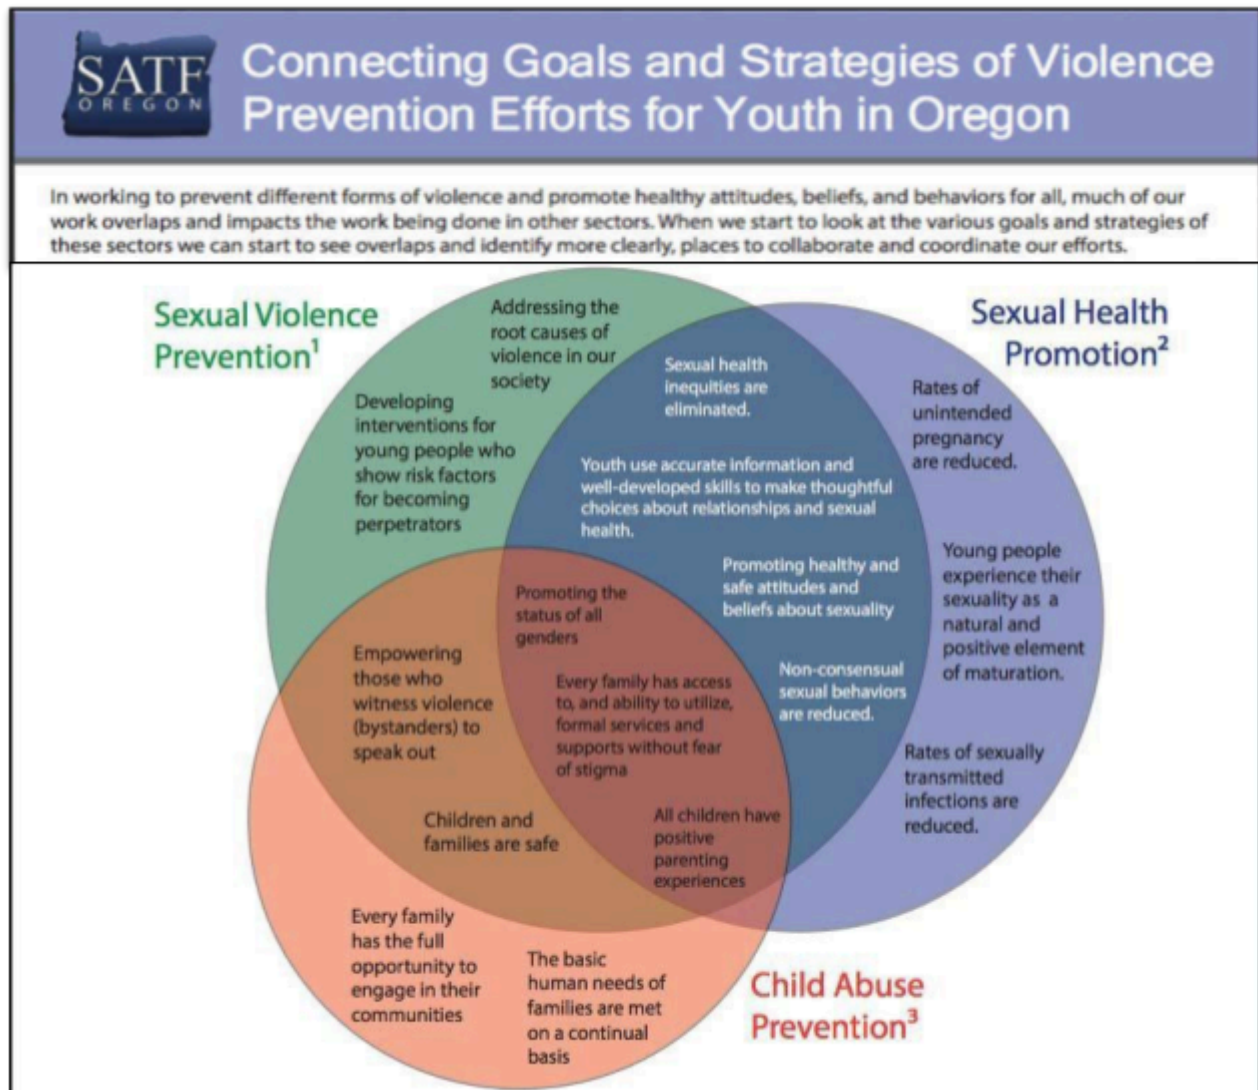 SATF
OREGON
Connecting Goals and Strategies of Violence
Prevention Efforts for Youth in Oregon
In working to prevent different forms of violence and promote healthy attitudes, beliefs, and behaviors for all, much of our
work overlaps and impacts the work being done in other sectors. When we start to look at the various goals and strategies of
these sectors we can start to see overlaps and identify more clearly, places to collaborate and coordinate our efforts.
Sexual Violence
Prevention¹
Addressing the
root causes of
violence in our
society
Developing
interventions for
young people who
show risk factors
for becoming
perpetrators
Sexual health
inequities are
eliminated.
Youth use accurate information and
well-developed skills to make thoughtful
choices about relationships and sexual
health.
Promoting healthy and
safe attitudes and
beliefs about sexuality
Non-consensual
sexual behaviors
are reduced.
Sexual Health
Promotion²
Rates of
unintended
pregnancy
are reduced.
Young people
experience their
sexuality as a
natural and
positive element
of maturation.
Rates of sexually
transmitted
infections are
reduced.
Promoting the
status of all
genders
Every family has access
to, and ability to utilize,
formal services and
supports without fear
of stigma
All children have
positive
parenting
experiences
Empowering
those who
witness violence
(bystanders) to
speak out
Children and
families are safe
Every family
has the full
opportunity to
engage in their
communities
The basic
human needs of
families are met
on a continual
basis
Child Abuse
Prevention³